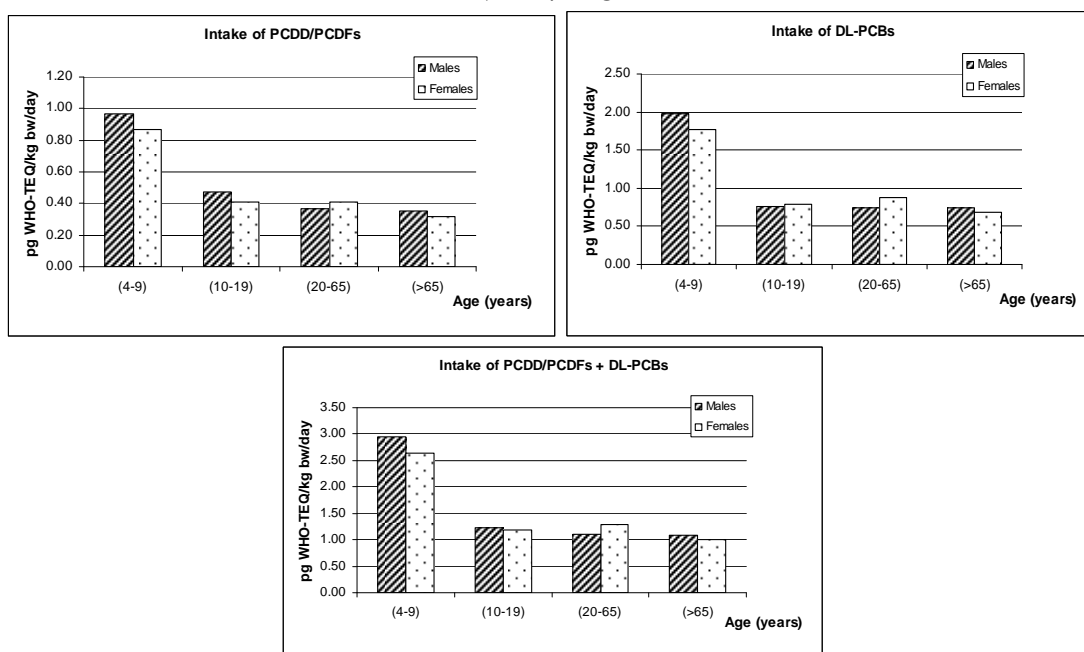 Intake of PCDD/PCDFs
Males
Females
pg WHO-TEQ/kg bw/day
1.20
1.00
0.80
0.60
0.40
0.20
0.00
(4-9) (10-19) (20-65) (>65)
Age (years)
Intake of DL-PCBs
Males
Females
pg WHO-TEQ/kg bw/day
2.50
2.00
1.50
1.00
0.50
0.00
(4-9) (10-19) (20-65) (>65)
Age (years)
Intake of PCDD/PCDFs + DL-PCBs
Males
Females
pg WHO-TEQ/kg bw/day
3.50
3.00
2.50
2.00
1.50
1.00
0.50
0.00
(4-9) (10-19) (20-65) (>65)
Age (years)